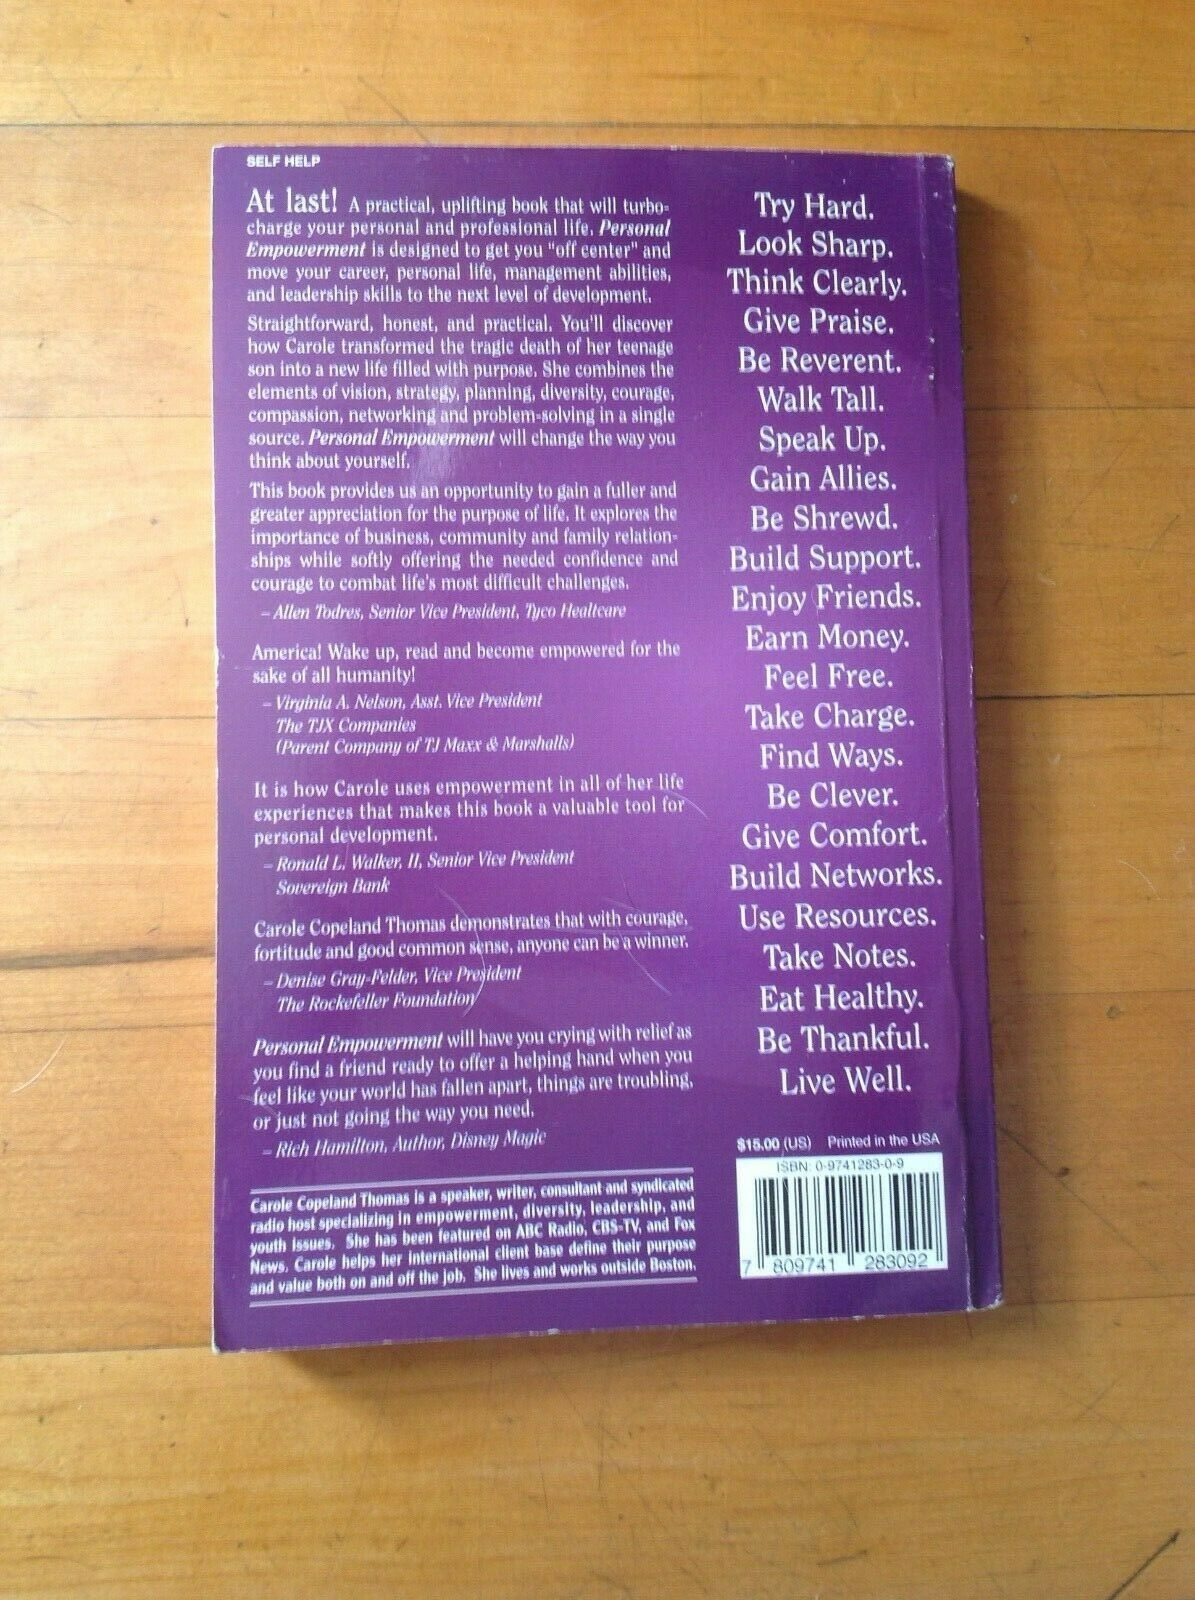 SELF HELP
At last! A practical, uplifting book that will turbo-
charge your personal and professional life. Personal
Empowerment is designed to get you "off center" and
move your career, personal life, management abilities,
and leadership skills to the next level of development.
Straightforward, honest, and practical. You'll discover
how Carole transformed the tragic death of her teenage
son into a new life filled with purpose. She combines the
elements of vision, strategy, planning, diversity, courage,
compassion, networking and problem-solving in a single
source. Personal Empowerment will change the way you
think about yourself.
This book provides us an opportunity to gain a fuller and
greater appreciation for the purpose of life. It explores the
importance of business, community and family relation-
ships while softly offering the needed confidence and
courage to combat life's most difficult challenges.
– Allen Todres, Senior Vice President, Tyco Healtcare
America! Wake up, read and become empowered for the
sake of all humanity!
– Virginia A. Nelson, Asst. Vice President
The TJX Companies
(Parent Company of TJ Maxx & Marshalls)
It is how Carole uses empowerment in all of her life
experiences that makes this book a valuable tool for
personal development.
– Ronald L. Walker, II, Senior Vice President
Sovereign Bank
Carole Copeland Thomas demonstrates that with courage,
fortitude and good common sense, anyone can be a winner.
– Denise Gray-Felder, Vice President
The Rockefeller Foundation
Personal Empowerment will have you crying with relief as
you find a friend ready to offer a helping hand when you
feel like your world has fallen apart, things are troubling,
or just not going the way you need.
– Rich Hamilton, Author, Disney Magic
Carole Copeland Thomas is a speaker, writer, consultant and syndicated
radio host specializing in empowerment, diversity, leadership, and
youth issues. She has been featured on ABC Radio, CBS-TV, and Fox
News. Carole helps her international client base define their purpose
and value both on and off the job. She lives and works outside Boston.
Try Hard.
Look Sharp.
Think Clearly.
Give Praise.
Be Reverent.
Walk Tall.
Speak Up.
Gain Allies.
Be Shrewd.
Build Support.
Enjoy Friends.
Earn Money.
Feel Free.
Take Charge.
Find Ways.
Be Clever.
Give Comfort.
Build Networks.
Use Resources.
Take Notes.
Eat Healthy.
Be Thankful.
Live Well.
$15.00 (US) Printed in the USA
ISBN: 0-9741283-0-9
7 809741 283092